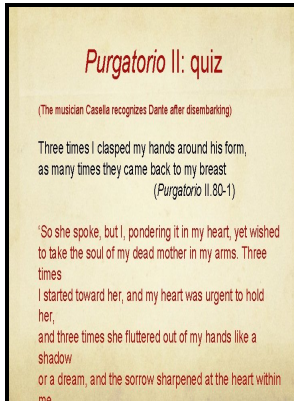 Purgatorio II: quiz
(The musician Casella recognizes Dante after disembarking)
Three times I clasped my hands around his form,
as many times they came back to my breast
(Purgatorio II.80-1)
'So she spoke, but I, pondering it in my heart, yet wished
to take the soul of my dead mother in my arms. Three
times
I started toward her, and my heart was urgent to hold
her,
and three times she fluttered out of my hands like a
shadow
or a dream, and the sorrow sharpened at the heart within
me